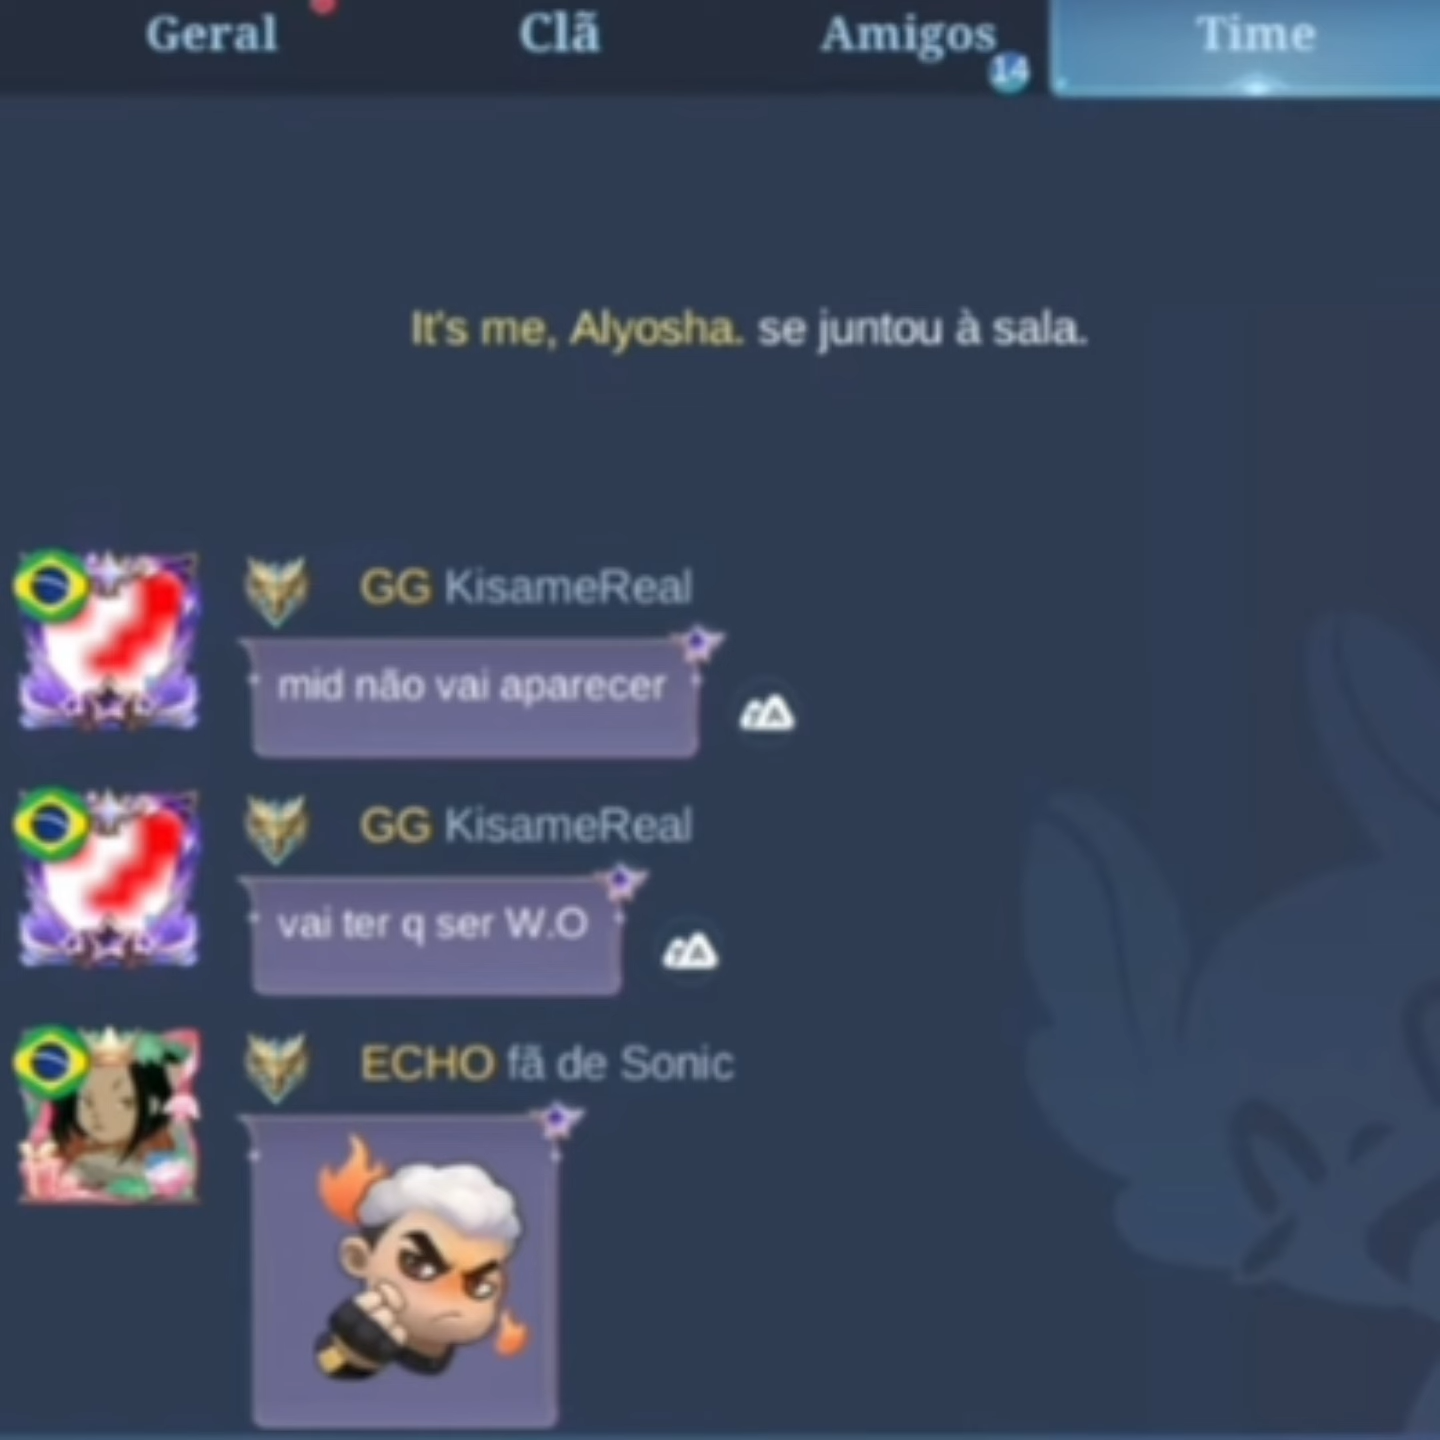 Geral
Clã
Amigos
14
Time
It's me, Alyosha. se juntou à sala.
GG KisameReal
mid não vai aparecer
GG KisameReal
vai ter q ser W.O
ECHO fã de Sonic